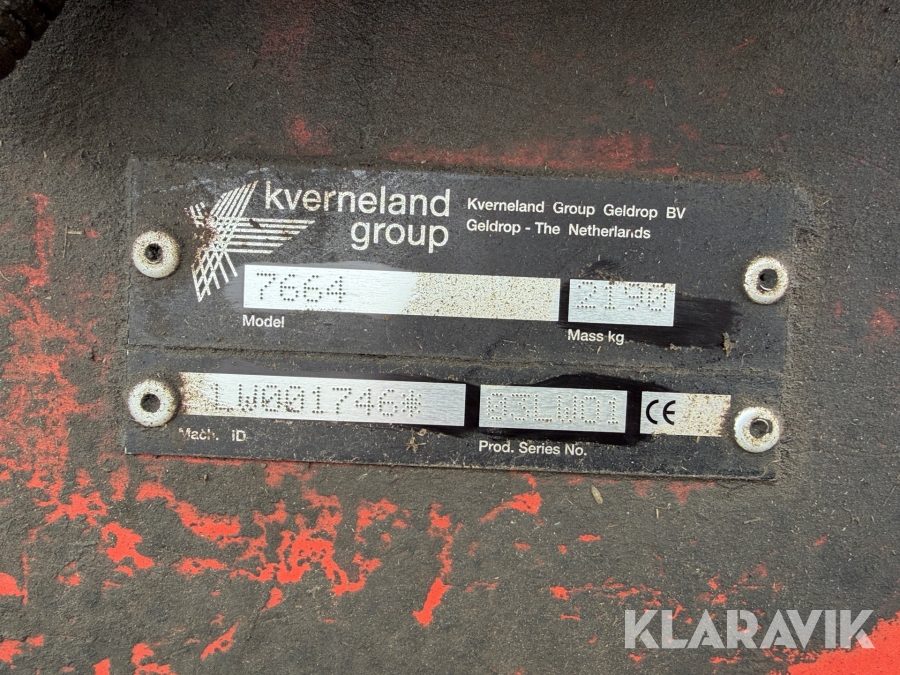 kverneland
group
Kverneland Group Geldrop BV
Geldrop - The Netherlands
7664
2190
Model
Mass kg
LW001746*
03LW01
CE
Mach. ID
Prod. Series No.
KLARAVIK